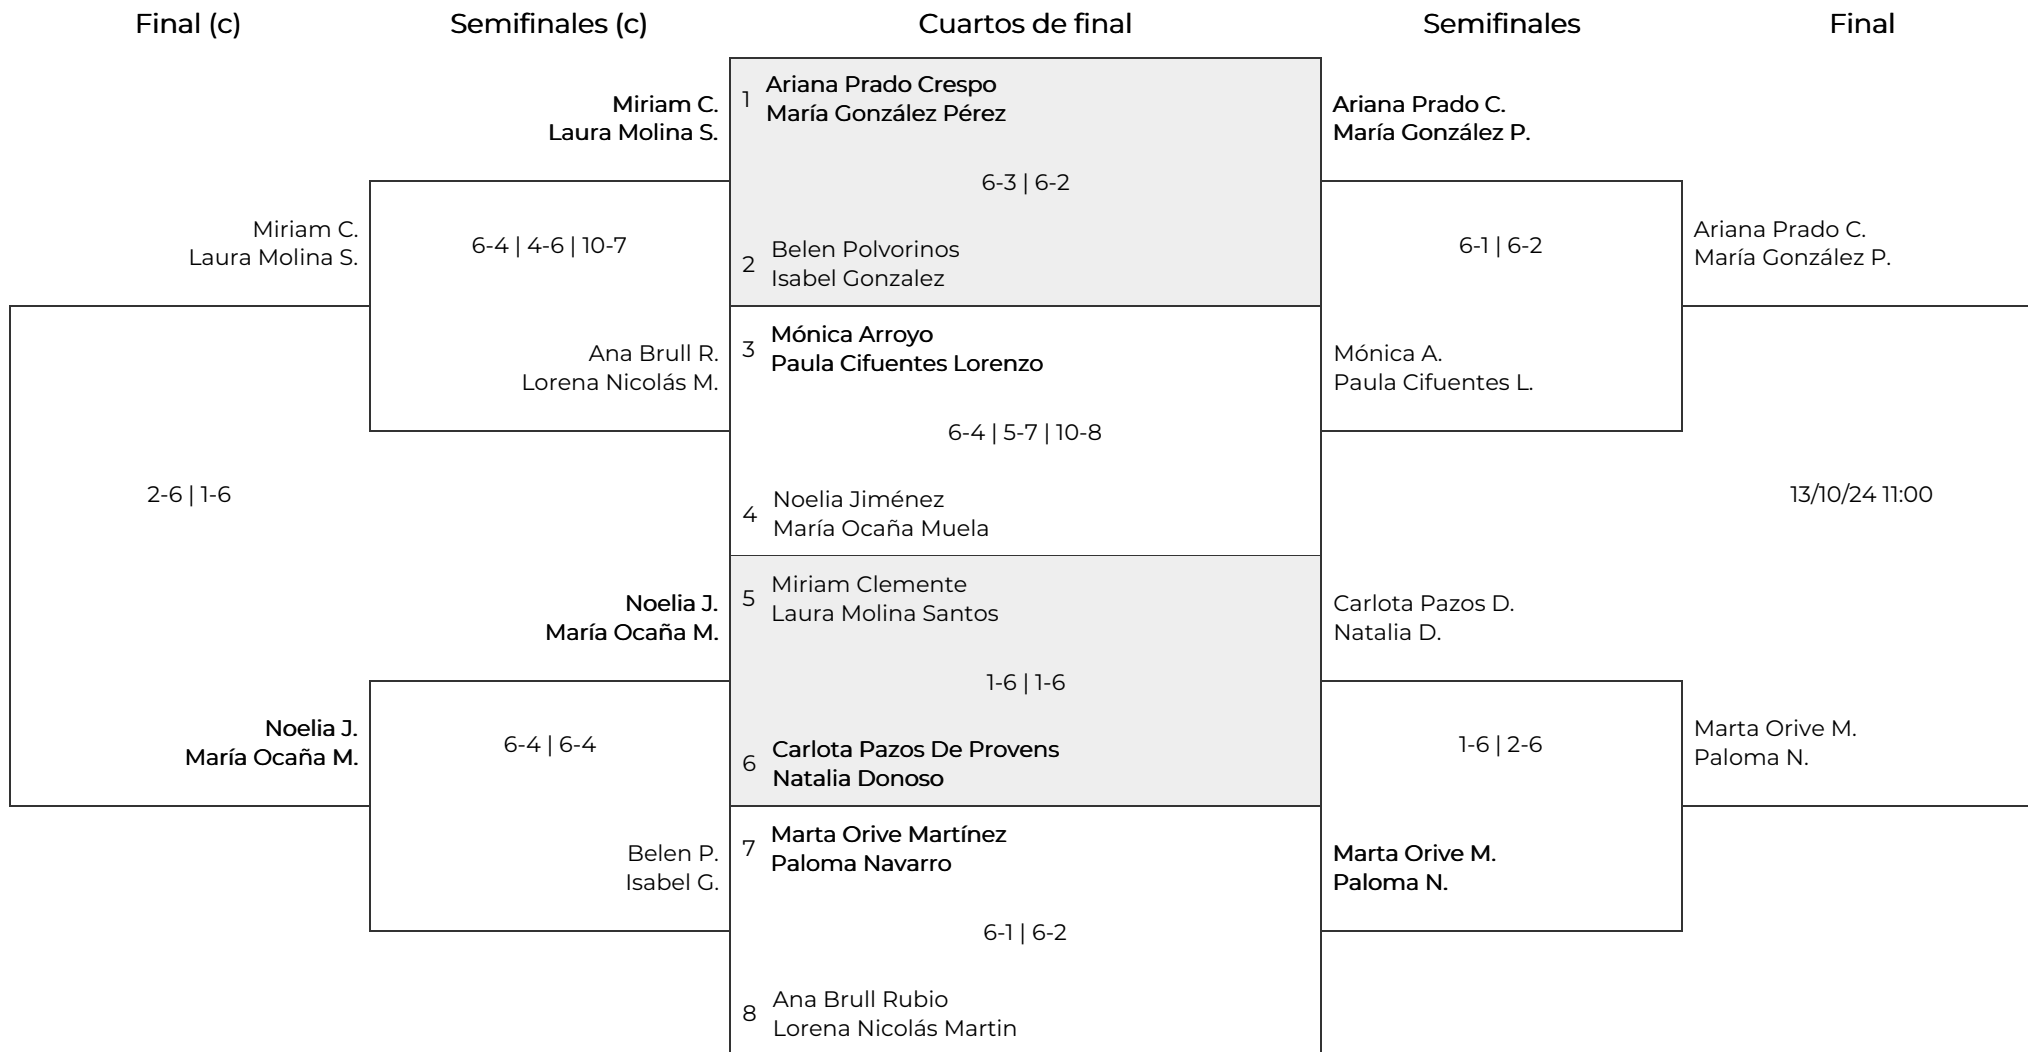 Final (c)
Semifinales (c)
Cuartos de final
Semifinales
Final
Miriam C.
Laura Molina S.
6-4 | 4-6 | 10-7
Ana Brull R.
Lorena Nicolás M.
Miriam C.
Laura Molina S.
2-6 | 1-6
Noelia J.
María Ocaña M.
Noelia J.
María Ocaña M.
6-4 | 6-4
Belen P.
Isabel G.
1
Ariana Prado Crespo
María González Pérez
6-3 | 6-2
2
Belen Polvorinos
Isabel Gonzalez
3
Mónica Arroyo
Paula Cifuentes Lorenzo
6-4 | 5-7 | 10-8
4
Noelia Jiménez
María Ocaña Muela
5
Miriam Clemente
Laura Molina Santos
1-6 | 1-6
6
Carlota Pazos De Provens
Natalia Donoso
7
Marta Orive Martínez
Paloma Navarro
6-1 | 6-2
8
Ana Brull Rubio
Lorena Nicolás Martin
Ariana Prado C.
María González P.
6-1 | 6-2
Mónica A.
Paula Cifuentes L.
Carlota Pazos D.
Natalia D.
1-6 | 2-6
Marta Orive M.
Paloma N.
Ariana Prado C.
María González P.
13/10/24 11:00
Marta Orive M.
Paloma N.